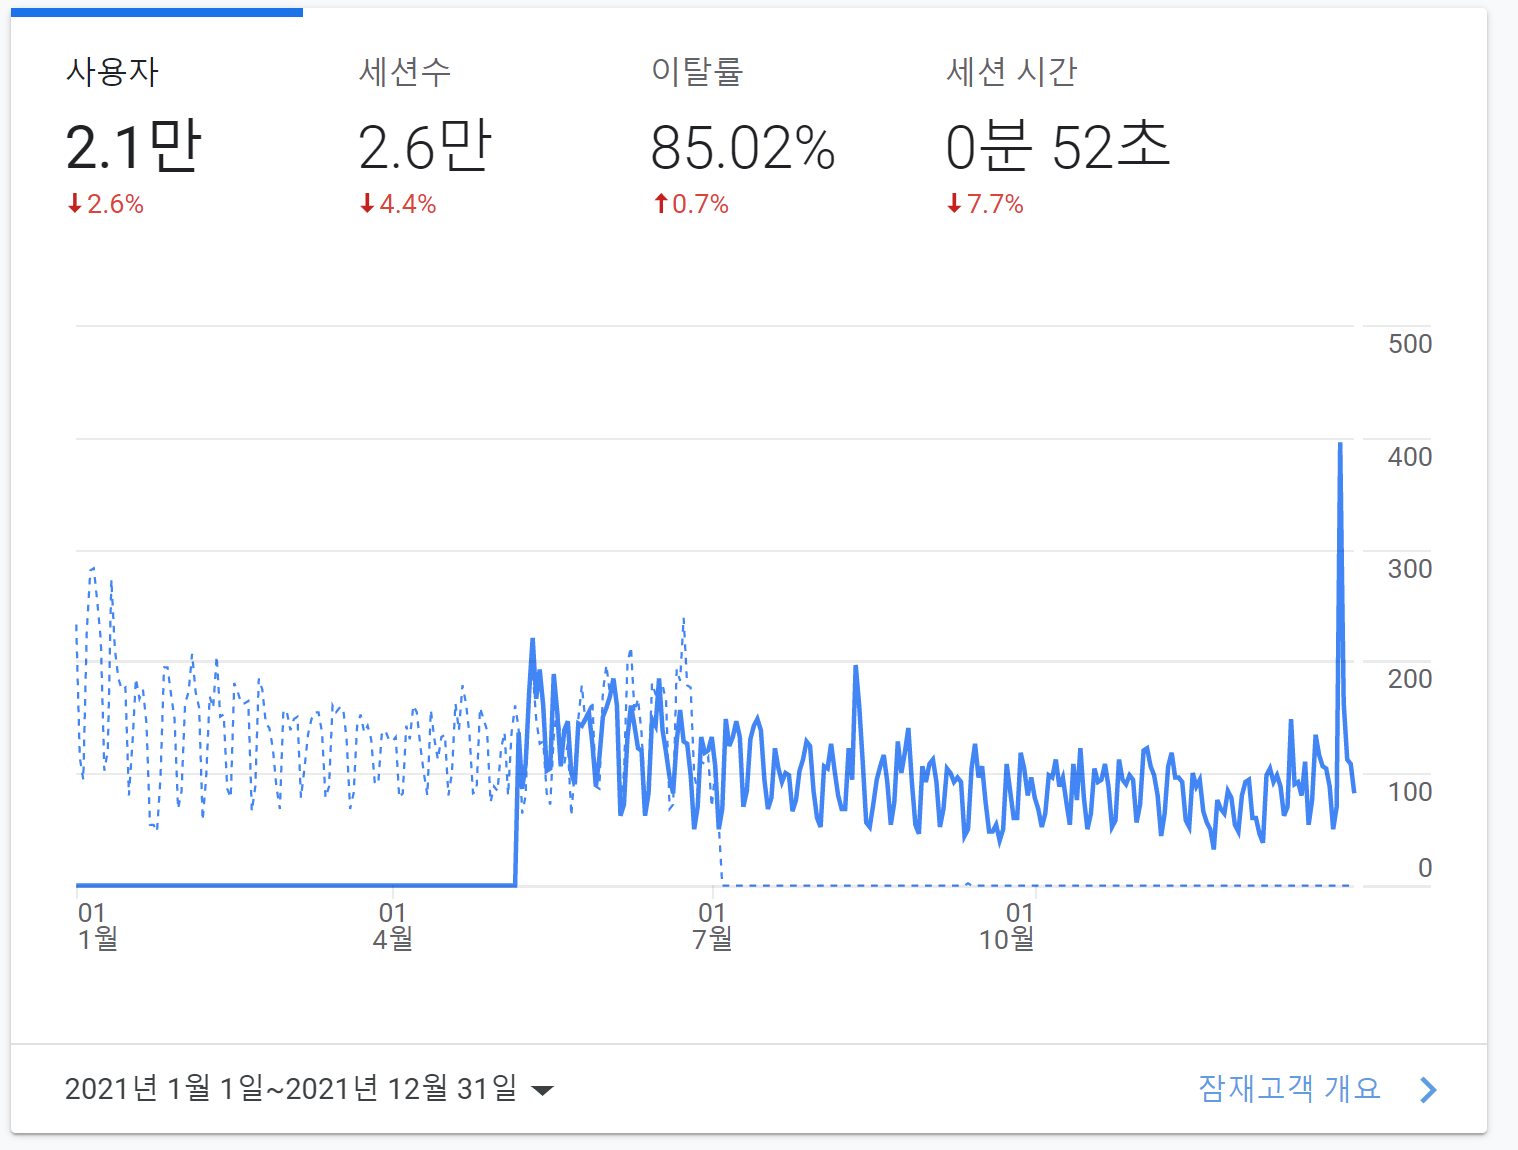 사용자 세션수 이탈률 세션 시간
2.1만 2.6만 85.02% 0분 52초
↓2.6% ↓4.4% ↑0.7% ↓7.7%
500
400
300
200
100
0
01 01 01 01
1월 4월 7월 10월
2021년 1월 1일~2021년 12월 31일 잠재고객 개요